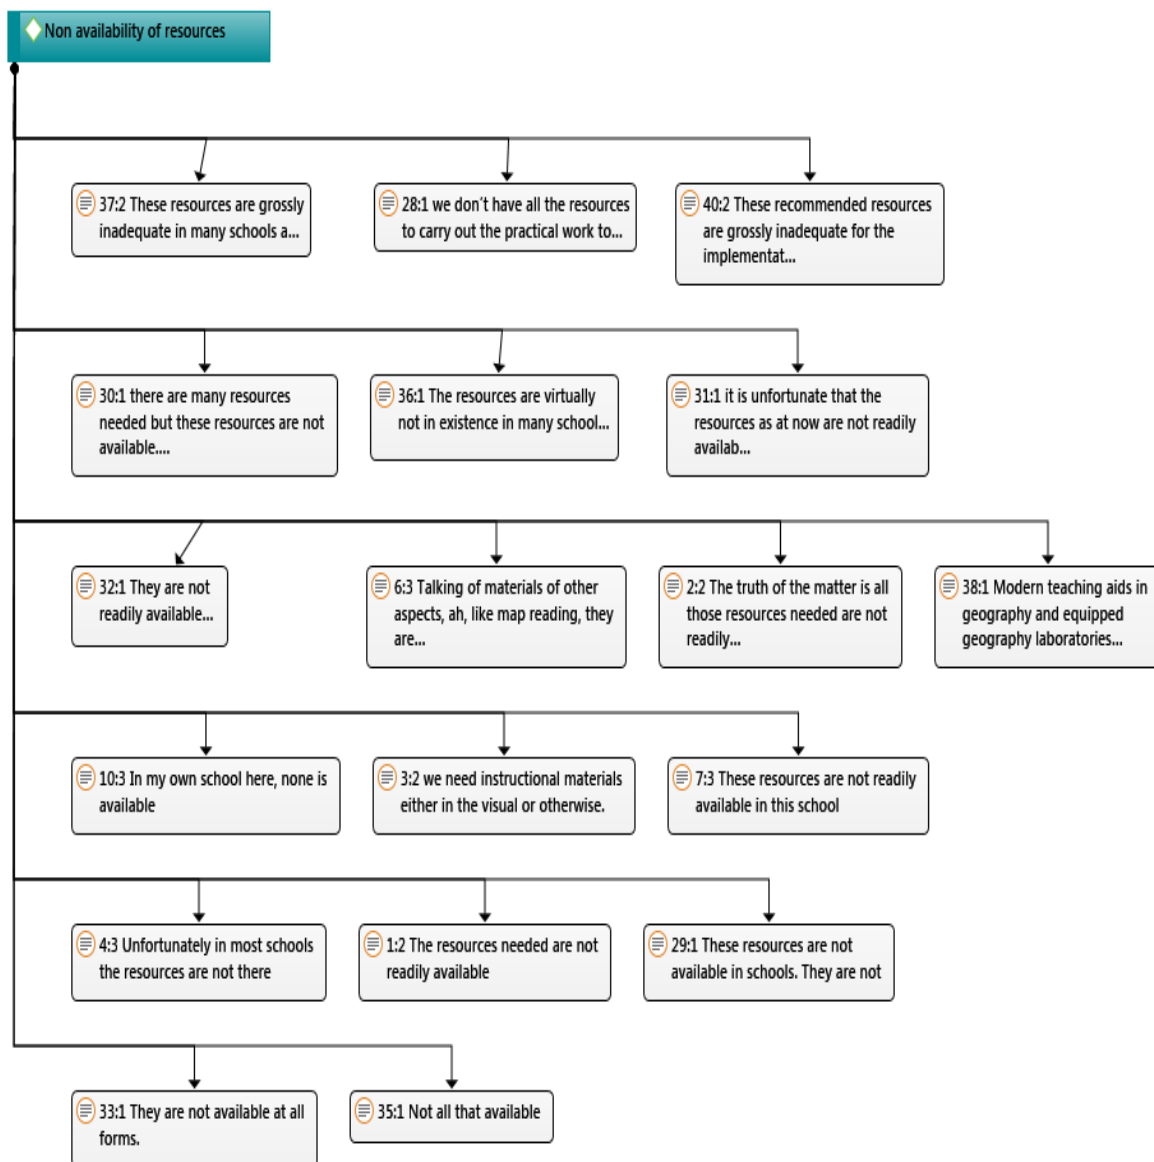 Non availability of resources
37:2 These resources are grossly
inadequate in many schools a...
28:1 we don´t have all the resources
to carry out the practical work to...
40:2 These recommended resources
are grossly inadequate for the
implementat...
30:1 there are many resources
needed but these resources are not
available....
36:1 The resources are virtually
not in existence in many school...
31:1 it is unfortunate that the
resources as at now are not readily
availab...
32:1 They are not
readily available...
6:3 Talking of materials of other
aspects, ah, like map reading, they
are...
2:2 The truth of the matter is all
those resources needed are not
readily...
38:1 Modern teaching aids in
geography and equipped
geography laboratories...
10:3 In my own school here, none is
available
3:2 we need instructional materials
either in the visual or otherwise.
7:3 These resources are not readily
available in this school
4:3 Unfortunately in most schools
the resources are not there
1:2 The resources needed are not
readily available
29:1 These resources are not
available in schools. They are not
33:1 They are not available at all
forms.
35:1 Not all that available